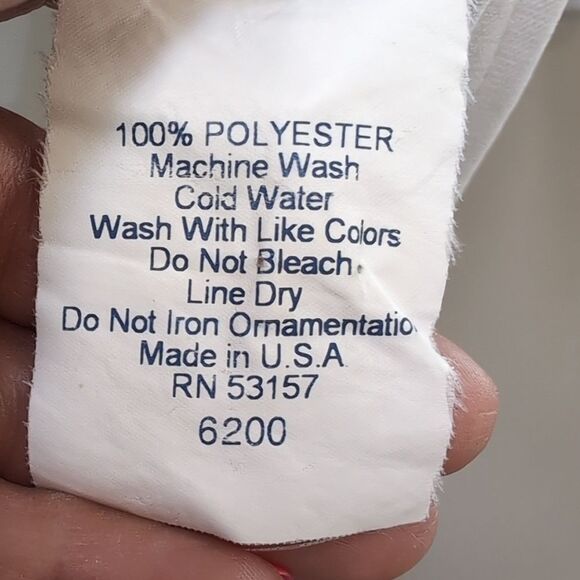 100% POLYESTER
Machine Wash
Cold Water
Wash With Like Colors
Do Not Bleach
Line Dry
Do Not Iron Ornamentatio
Made in U.S.A
RN 53157
6200